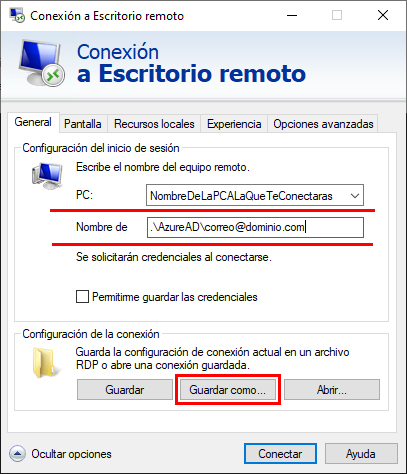 Conexión a Escritorio remoto
Conexión
a Escritorio remoto
General Pantalla Recursos locales Experiencia Opciones avanzadas
Configuración del inicio de sesión
Escribe el nombre del equipo remoto.
PC: NombreDeLaPCALaQueTeConectaras
Nombre de .\AzureAD\correo@dominio.com
Se solicitarán credenciales al conectarse.
Permitirme guardar las credenciales
Configuración de la conexión
Guarda la configuración de conexión actual en un archivo
RDP o abre una conexión guardada.
Guardar Guardar como... Abrir...
Ocultar opciones Conectar Ayuda